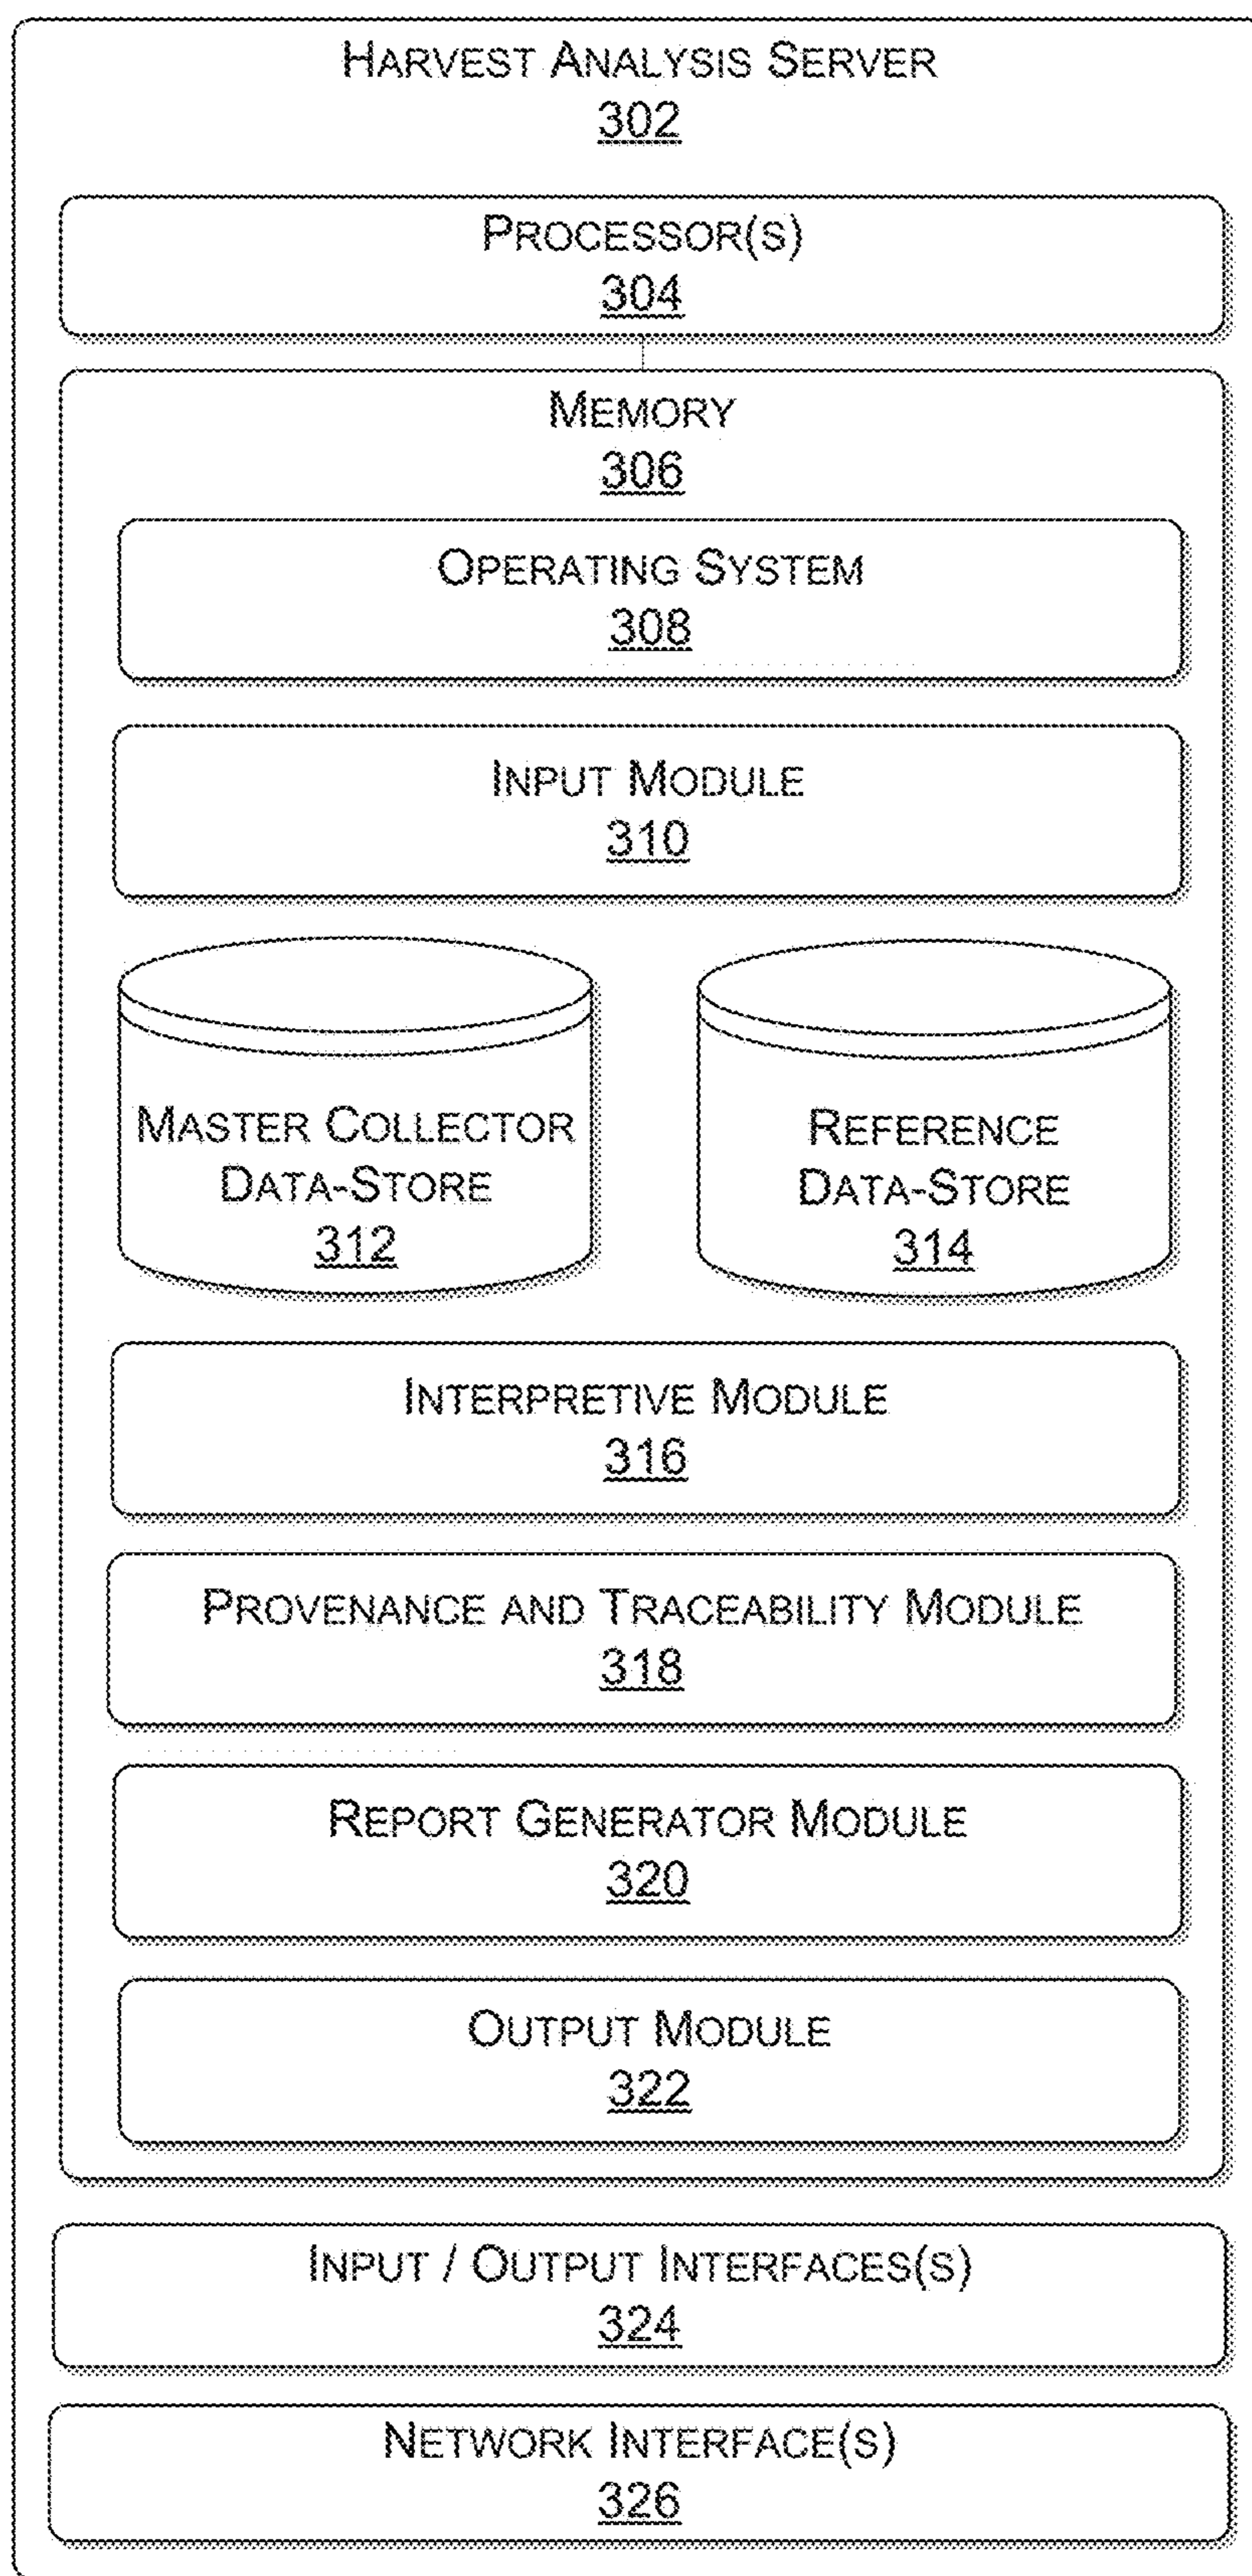 HARVEST ANALYSIS SERVER
302
PROCESSOR(S)
304
MEMORY
306
OPERATING SYSTEM
308
INPUT MODULE
310
MASTER COLLECTOR
DATA-STORE
312
REFERENCE
DATA-STORE
314
INTERPRETIVE MODULE
316
PROVENANCE AND TRACEABILITY MODULE
318
REPORT GENERATOR MODULE
320
OUTPUT MODULE
322
INPUT / OUTPUT INTERFACES(S)
324
NETWORK INTERFACE(S)
326